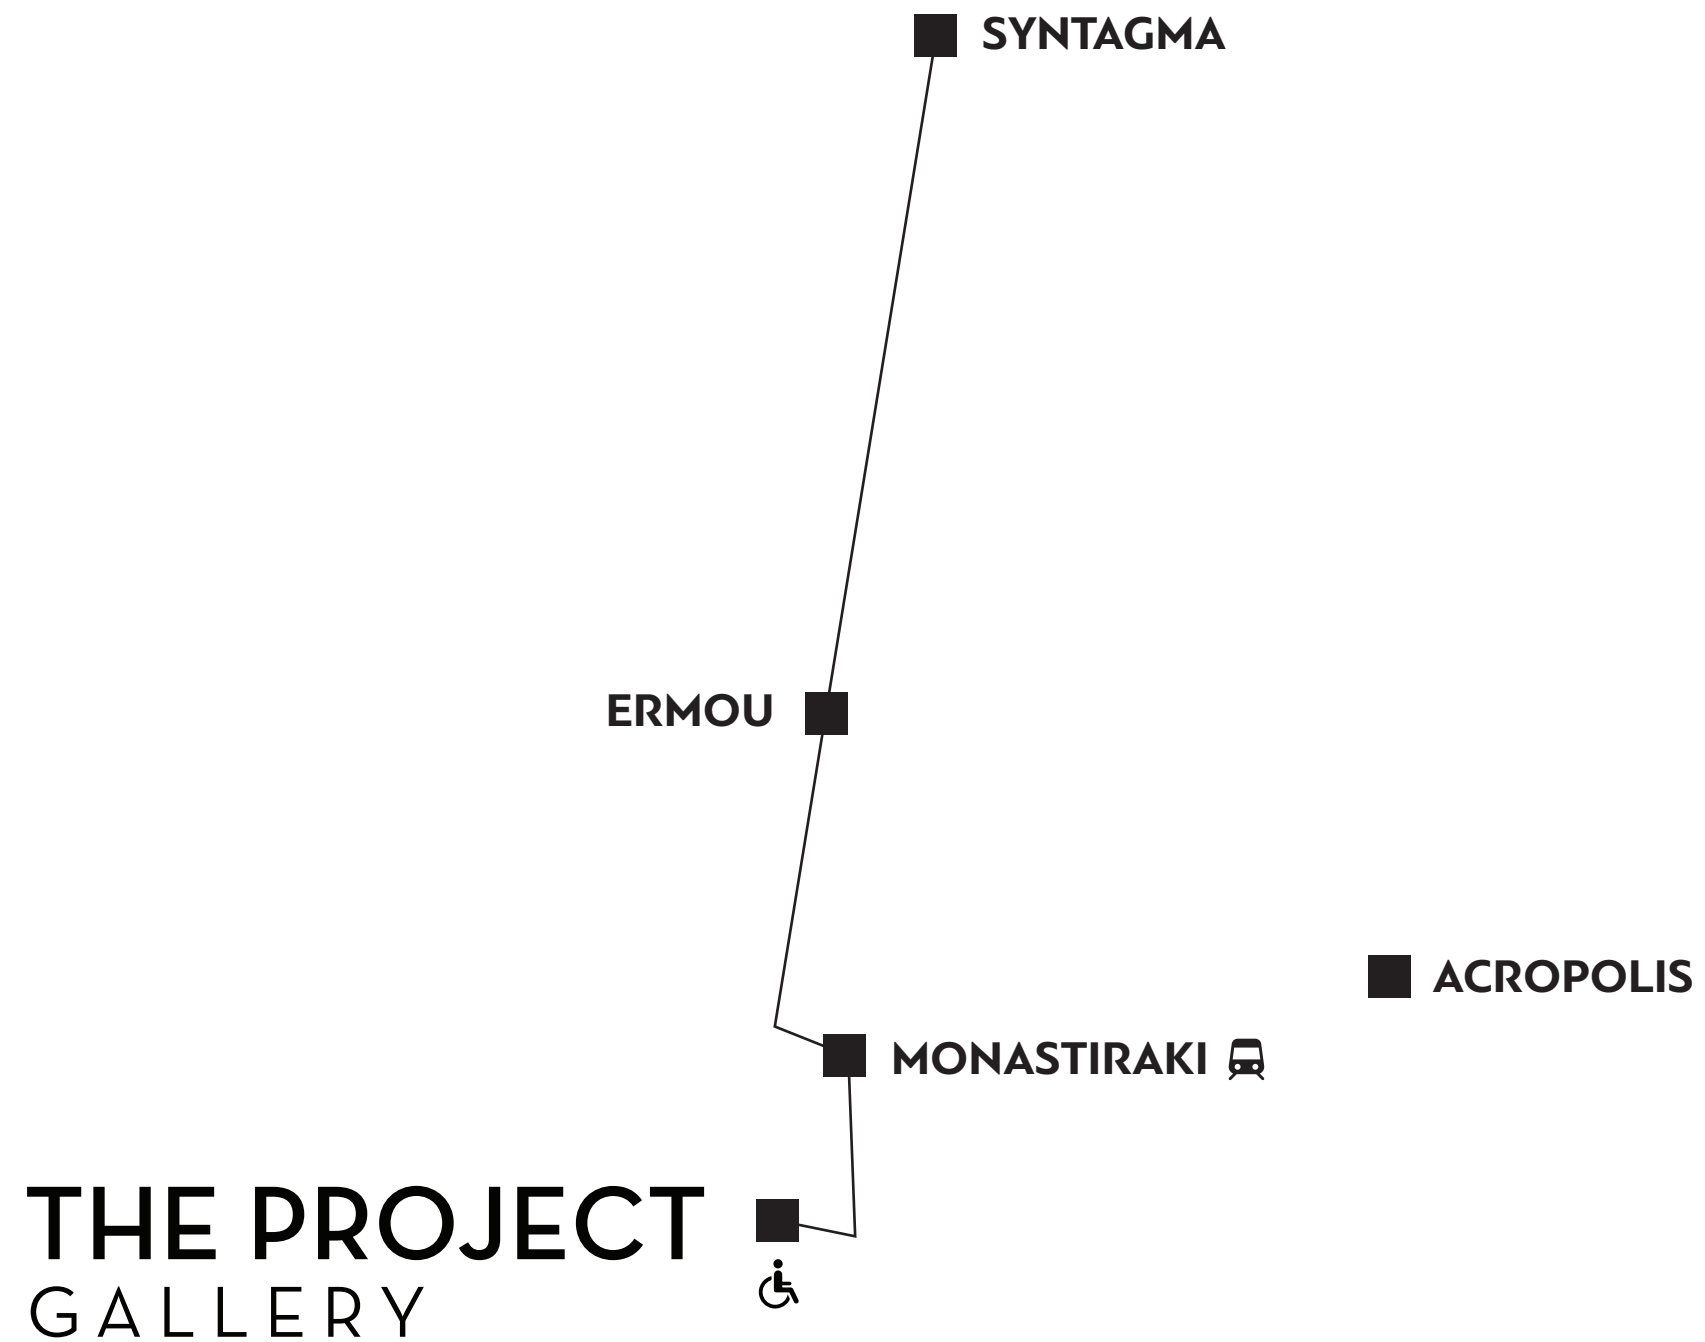 SYNTAGMA
ERMOU
ACROPOLIS
MONASTIRAKI
THE PROJECT
GALLERY